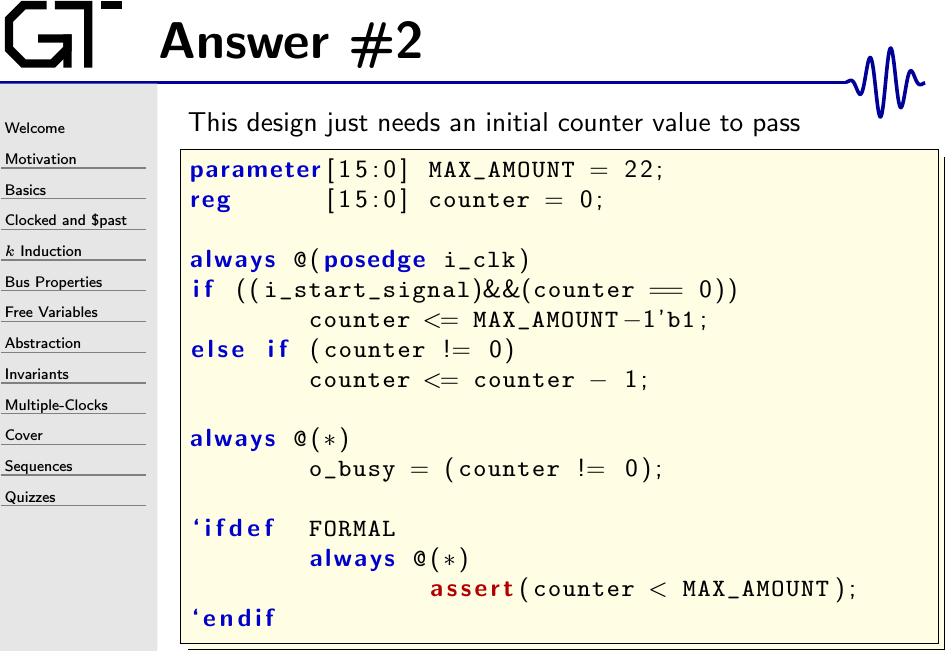 GT
Answer #2
Welcome
Motivation
Basics
Clocked and $past
k Induction
Bus Properties
Free Variables
Abstraction
Invariants
Multiple-Clocks
Cover
Sequences
Quizzes
This design just needs an initial counter value to pass
parameter[15:0] MAX_AMOUNT = 22;
reg [15:0] counter = 0;
always @(posedge i_clk)
if ((i_start_signal)&&(counter == 0))
counter <= MAX_AMOUNT-1'b1;
else if (counter != 0)
counter <= counter - 1;
always @(*)
o_busy = (counter != 0);
‘ifdef FORMAL
always @(*)
assert(counter < MAX_AMOUNT);
‘endif